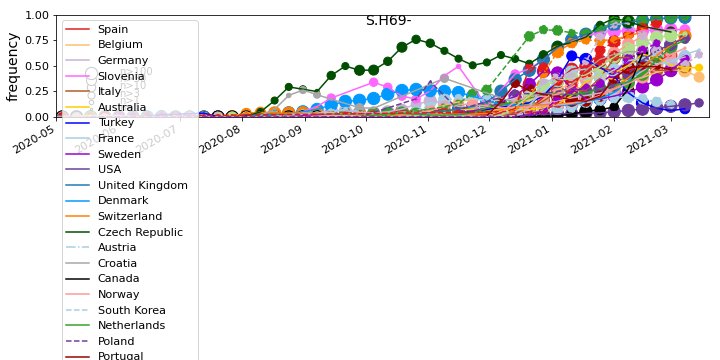 S.H69-
frequency
1.00
0.75
0.50
0.25
0.00
2020-05
2020-06
2020-07
2020-08
2020-09
2020-10
2020-11
2020-12
2021-01
2021-02
2021-03
Spain
Belgium
Germany
Slovenia
Italy
Australia
Turkey
France
Sweden
USA
United Kingdom
Denmark
Switzerland
Czech Republic
Austria
Croatia
Canada
Norway
South Korea
Netherlands
Poland
Portugal